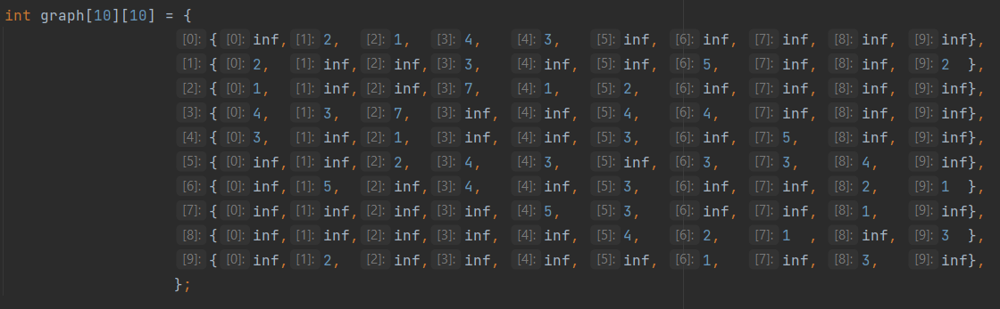 int graph[10][10] = {
[0]: { [0]: inf, [1]: 2, [2]: 1, [3]: 4, [4]: 3, [5]: inf, [6]: inf, [7]: inf, [8]: inf, [9]: inf},
[1]: { [0]: 2, [1]: inf, [2]: inf, [3]: 3, [4]: inf, [5]: inf, [6]: 5, [7]: inf, [8]: inf, [9]: 2 },
[2]: { [0]: 1, [1]: inf, [2]: inf, [3]: 7, [4]: 1, [5]: 2, [6]: inf, [7]: inf, [8]: inf, [9]: inf},
[3]: { [0]: 4, [1]: 3, [2]: 7, [3]: inf, [4]: inf, [5]: 4, [6]: 4, [7]: inf, [8]: inf, [9]: inf},
[4]: { [0]: 3, [1]: inf, [2]: 1, [3]: inf, [4]: inf, [5]: 3, [6]: inf, [7]: 5, [8]: inf, [9]: inf},
[5]: { [0]: inf, [1]: inf, [2]: 2, [3]: 4, [4]: 3, [5]: inf, [6]: 3, [7]: 3, [8]: 4, [9]: inf},
[6]: { [0]: inf, [1]: 5, [2]: inf, [3]: 4, [4]: inf, [5]: 3, [6]: inf, [7]: inf, [8]: 2, [9]: 1 },
[7]: { [0]: inf, [1]: inf, [2]: inf, [3]: inf, [4]: 5, [5]: 3, [6]: inf, [7]: inf, [8]: 1, [9]: inf},
[8]: { [0]: inf, [1]: inf, [2]: inf, [3]: inf, [4]: inf, [5]: 4, [6]: 2, [7]: 1 , [8]: inf, [9]: 3 },
[9]: { [0]: inf, [1]: 2, [2]: inf, [3]: inf, [4]: inf, [5]: inf, [6]: 1, [7]: inf, [8]: 3, [9]: inf},
};